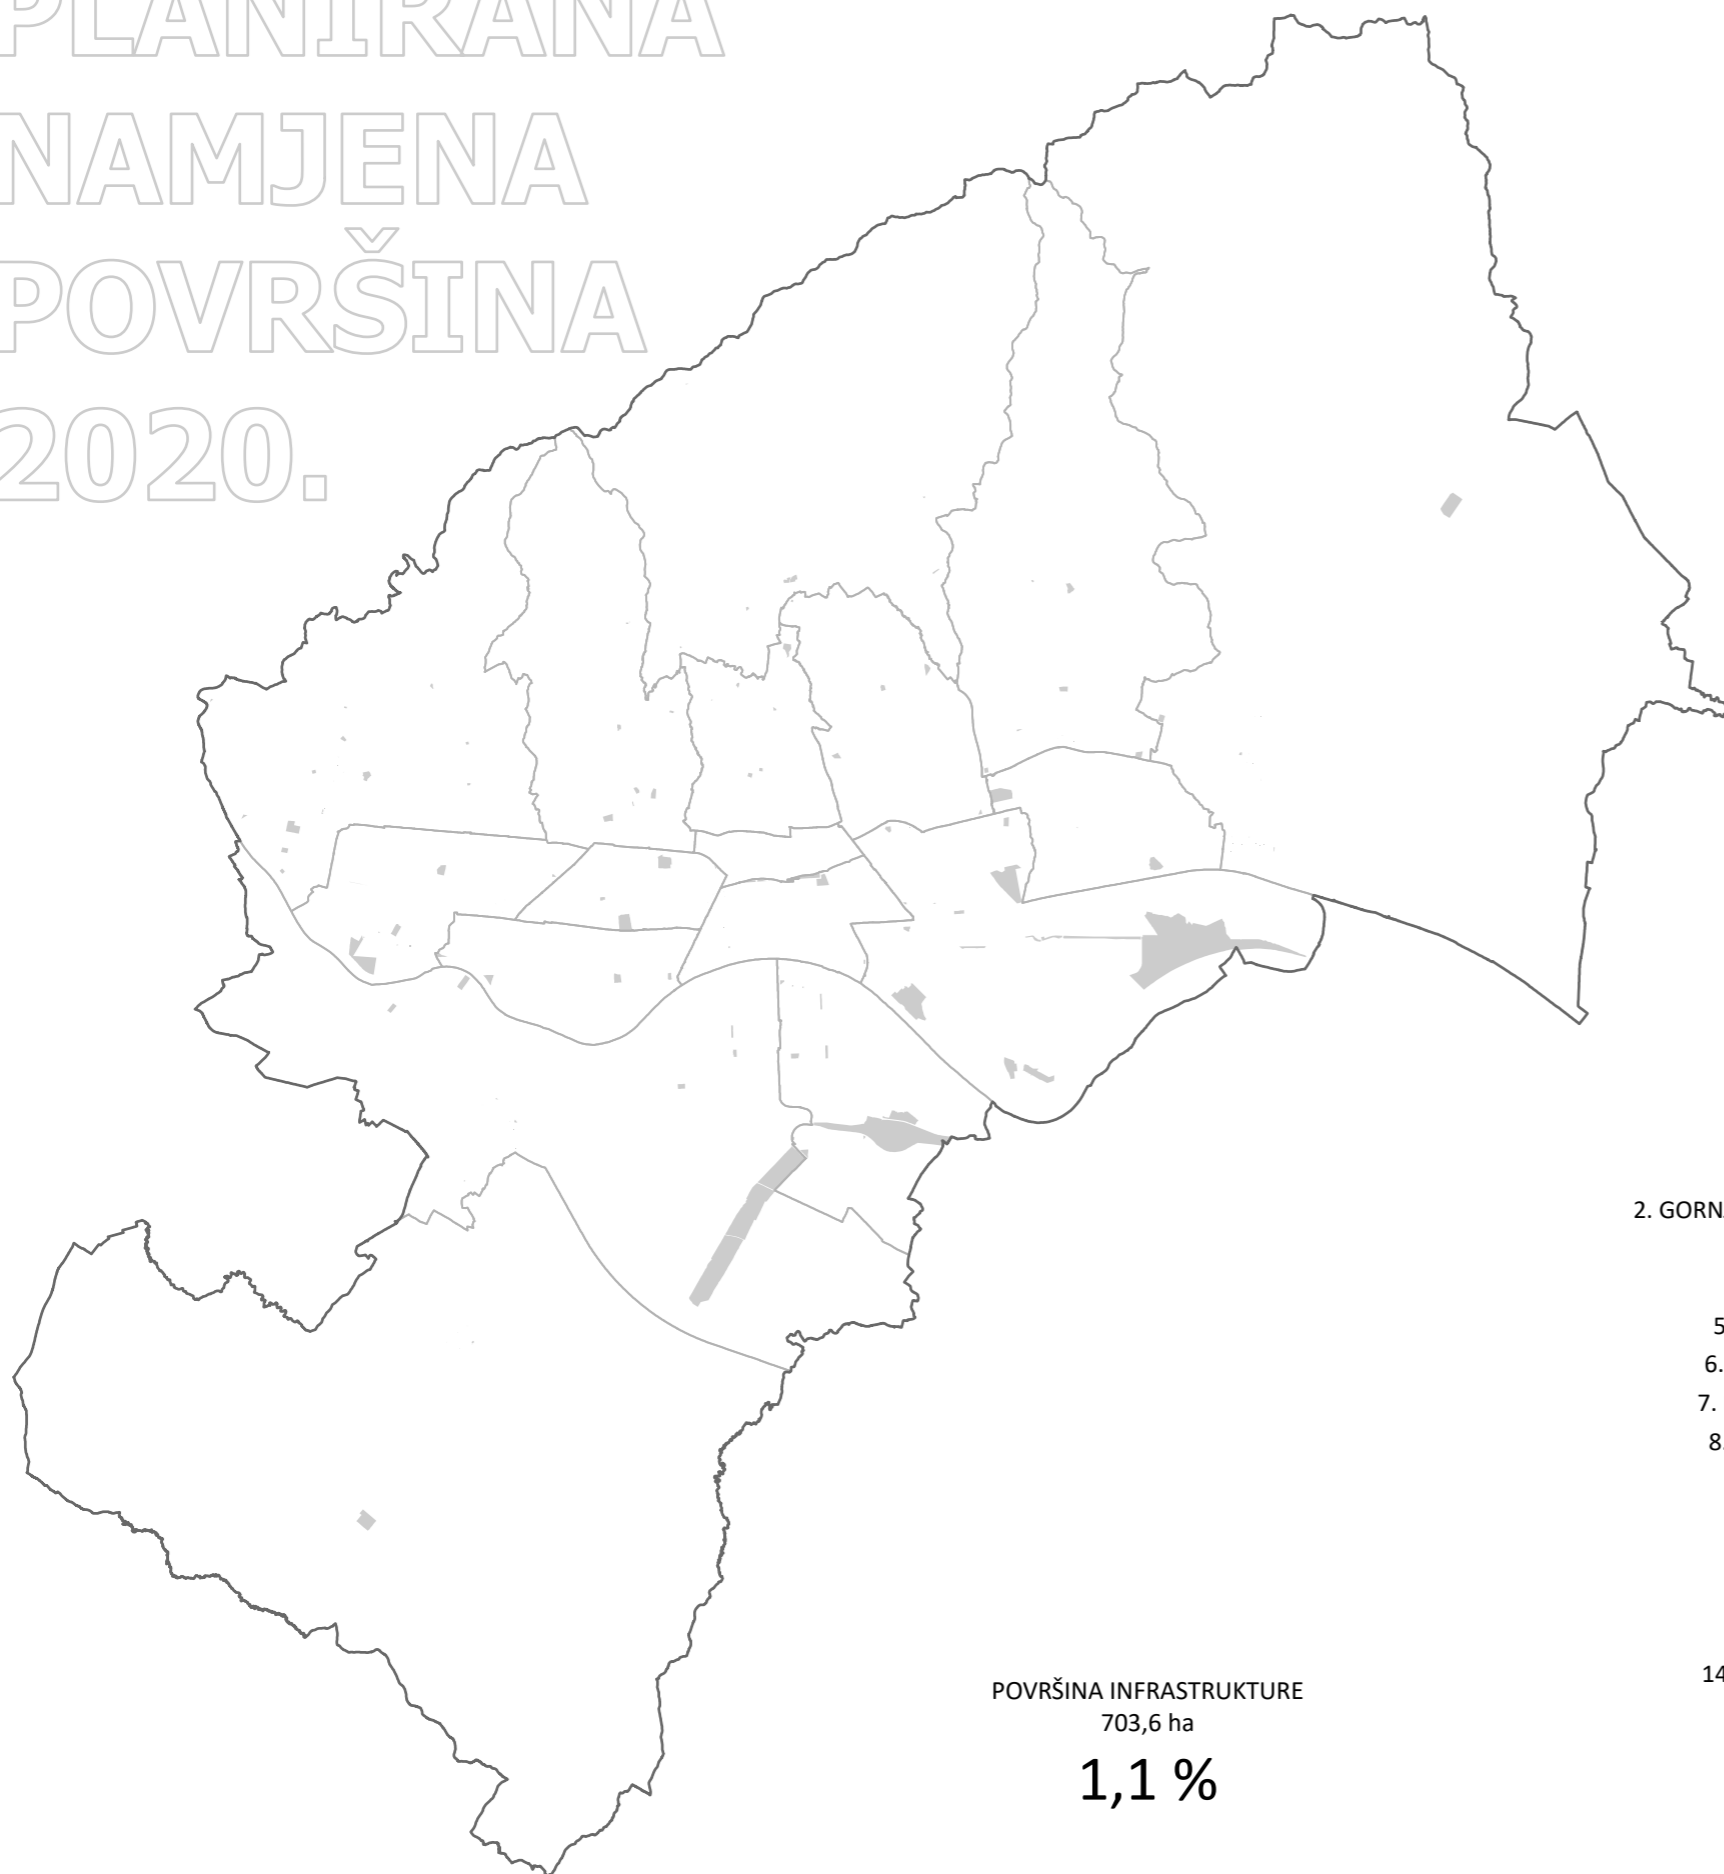 PLANIRANA
NAMJENA
POVRŠINA
2020.
2. GORN
5
6.
7.
8.
14
POVRŠINA INFRASTRUKTURE
703,6 ha
1,1 %